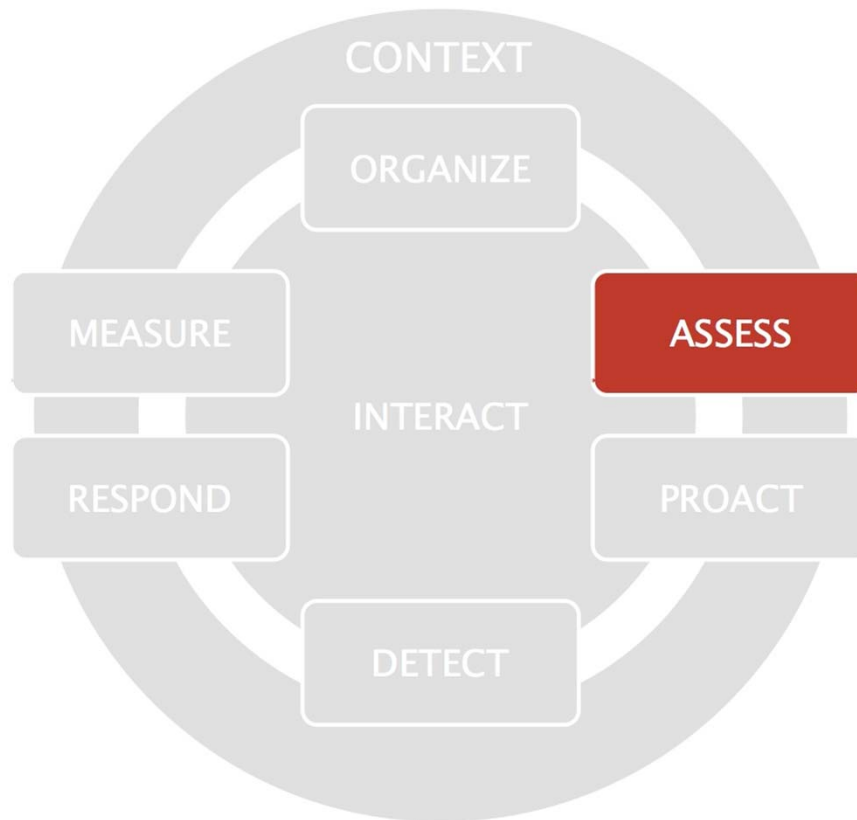 CONTEXT
ORGANIZE
MEASURE
ASSESS
INTERACT
RESPOND
PROACT
DETECT